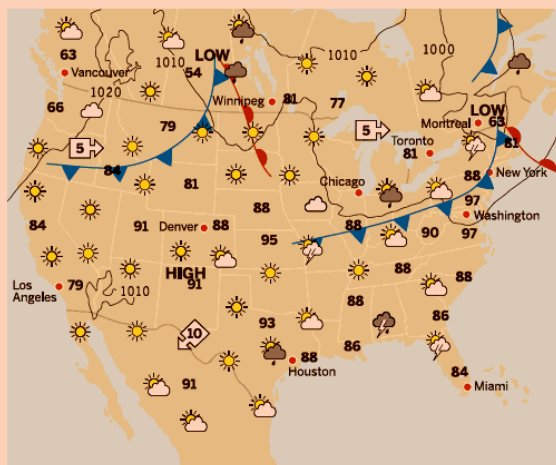 63
1010
LOW
1010
1000
Vancouver
54
1020
Winnipeg
81
77
66
LOW
Montreal
63
79
5
5
Toronto
81
81
84
88
New York
81
Chicago
88
97
Washington
84
91
Denver
88
88
90
97
95
HIGH
91
88
88
Los
Angeles
79
1010
88
86
10
93
86
88
Houston
91
84
Miami